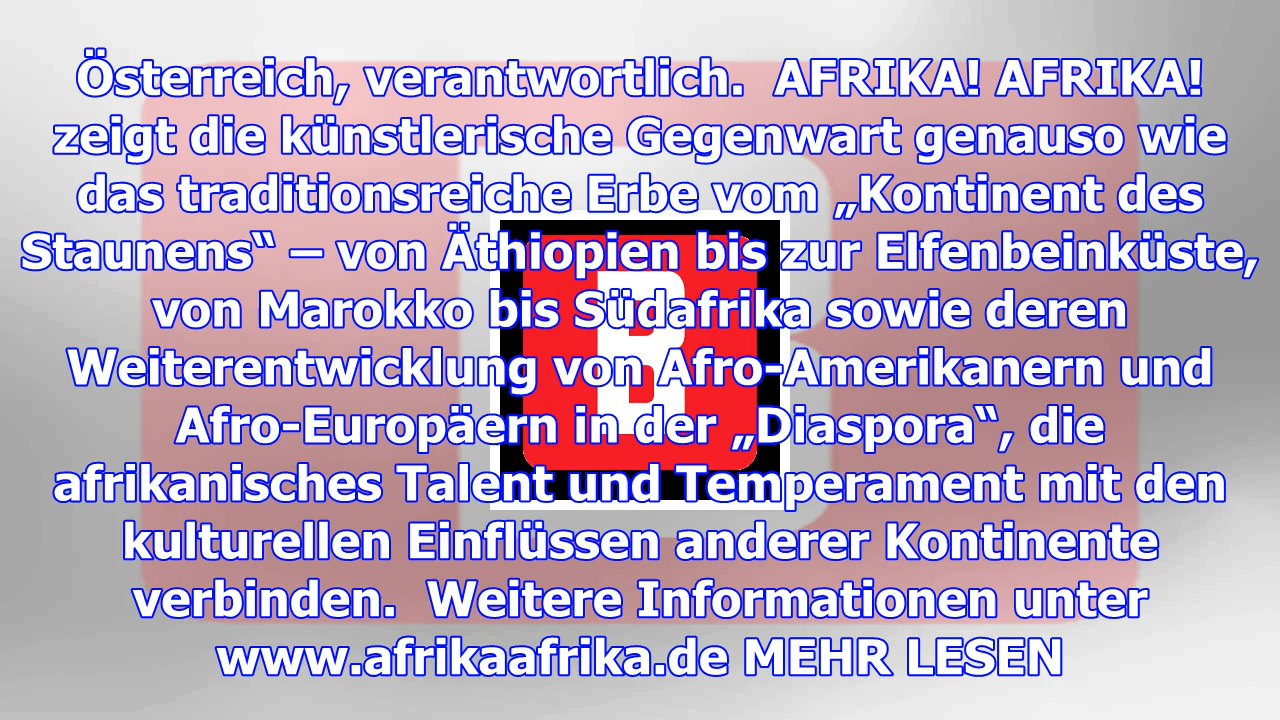 Österreich, verantwortlich.  AFRIKA! AFRIKA!
zeigt die künstlerische Gegenwart genauso wie
das traditionsreiche Erbe vom „Kontinent des
Staunens“ – von Äthiopien bis zur Elfenbeinküste,
von Marokko bis Südafrika sowie deren
Weiterentwicklung von Afro-Amerikanern und
Afro-Europäern in der „Diaspora“, die
afrikanisches Talent und Temperament mit den
kulturellen Einflüssen anderer Kontinente
verbinden.  Weitere Informationen unter
www.afrikaafrika.de MEHR LESEN
B